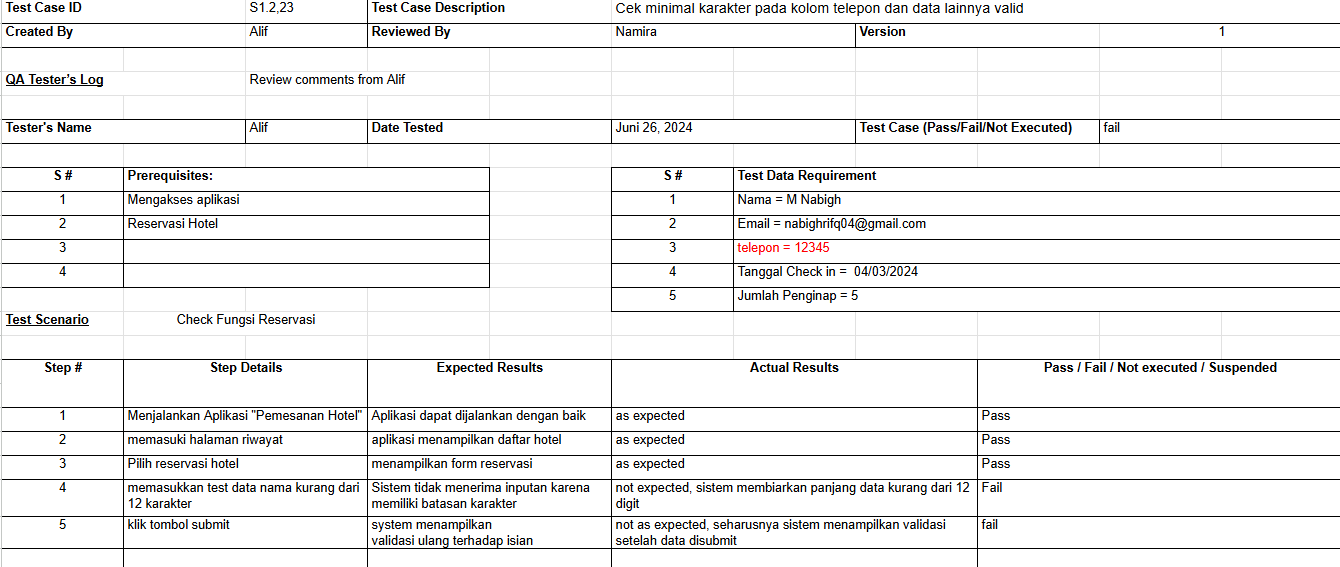 Test Case ID S1.2,23 Test Case Description Cek minimal karakter pada kolom telepon dan data lainnya valid
Created By Alif Reviewed By Namira Version 1
QA Tester's Log Review comments from Alif
Tester's Name Alif Date Tested Juni 26, 2024 Test Case (Pass/Fail/Not Executed) fail
S # Prerequisites: S # Test Data Requirement
1 Mengakses aplikasi 1 Nama = M Nabigh
2 Reservasi Hotel 2 Email = nabighrifq04@gmail.com
3 3 telepon = 12345
4 4 Tanggal Check in = 04/03/2024
5 Jumlah Penginap = 5
Test Scenario Check Fungsi Reservasi
Step # Step Details Expected Results Actual Results Pass / Fail / Not executed / Suspended
1 Menjalankan Aplikasi "Pemesanan Hotel" Aplikasi dapat dijalankan dengan baik as expected Pass
2 memasuki halaman riwayat aplikasi menampilkan daftar hotel as expected Pass
3 Pilih reservasi hotel menampilkan form reservasi as expected Pass
4 memasukkan test data nama kurang dari Sistem tidak menerima inputan karena not expected, sistem membiarkan panjang data kurang dari 12 Fail
12 karakter memiliki batasan karakter digit
5 klik tombol submit system menampilkan not as expected, seharusnya sistem menampilkan validasi fail
validasi ulang terhadap isian setelah data disubmit